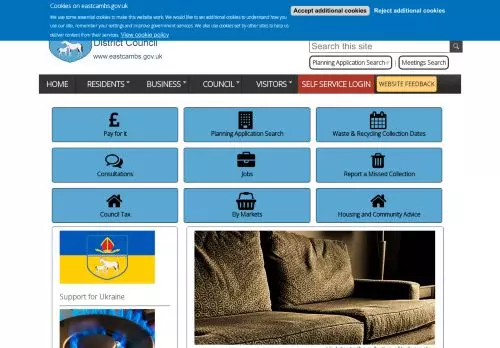 Cookies on eastcambs.gov.uk
We use some essential cookies to make this website work. We would like to set additional cookies to understand how you
use our site, remember your settings and improve government services. We also use cookies set by other sites to help us
deliver content from their services. View cookie policy
Accept additional cookies
Reject additional cookies
District Council
www.eastcambs.gov.uk
Search this site
Planning Application Search
| Meetings Search
HOME
RESIDENTS
BUSINESS
COUNCIL
VISITORS
SELF SERVICE LOGIN
WEBSITE FEEDBACK
Pay for it
Planning Application Search
Waste & Recycling Collection Dates
Consultations
Jobs
Report a Missed Collection
Council Tax
Ely Markets
Housing and Community Advice
Support for Ukraine